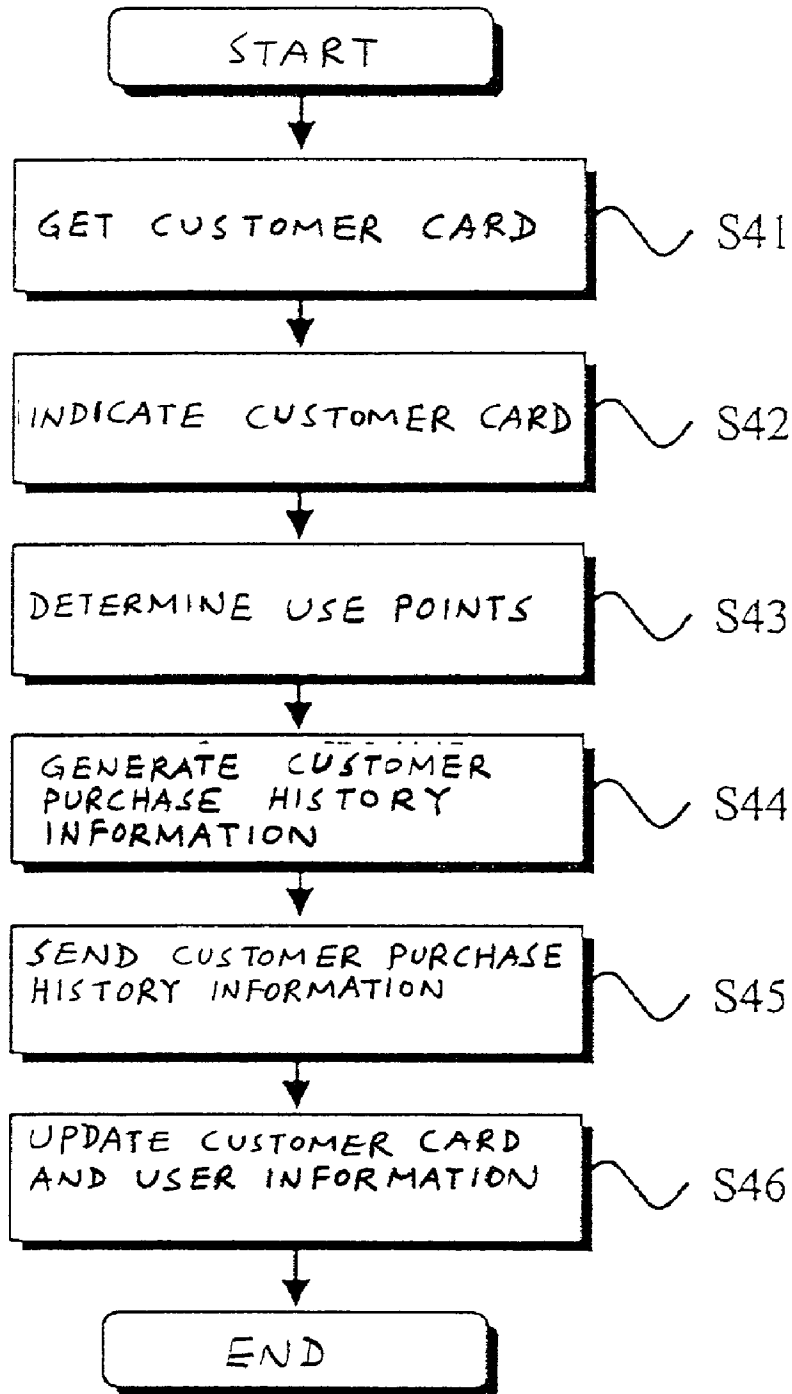 START
GET CUSTOMER CARD
S41
INDICATE CUSTOMER CARD
S42
DETERMINE USE POINTS
S43
GENERATE CUSTOMER
PURCHASE HISTORY
INFORMATION
S44
SEND CUSTOMER PURCHASE
HISTORY INFORMATION
S45
UPDATE CUSTOMER CARD
AND USER INFORMATION
S46
END